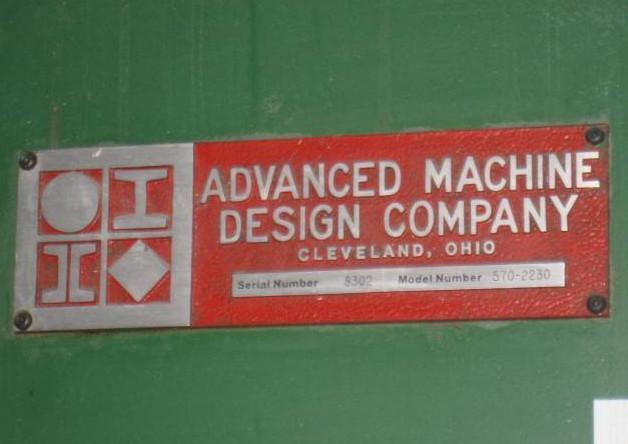 ADVANCED MACHINE
DESIGN COMPANY
CLEVELAND, OHIO
Serial Number 8302 Model Number 570-2230